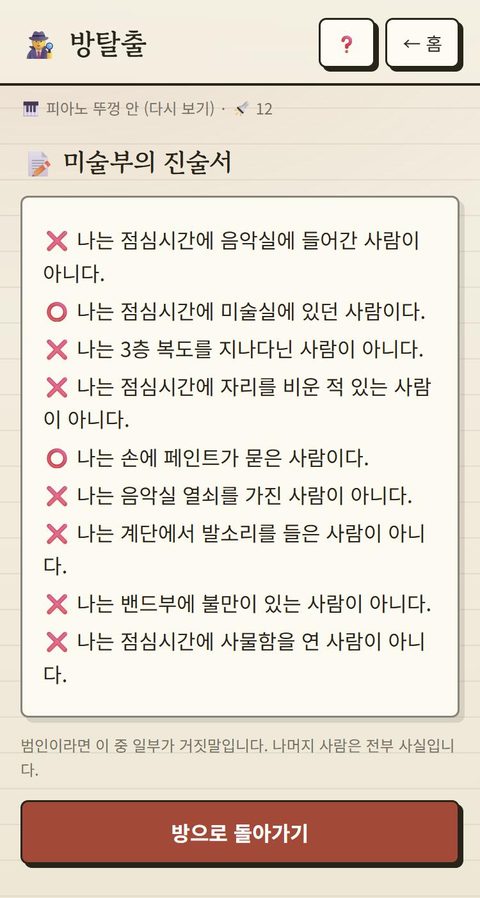 방탈출
?
← 홈
피아노 뚜껑 안 (다시 보기) · 12
미술부의 진술서
❌ 나는 점심시간에 음악실에 들어간 사람이
아니다.
⭕ 나는 점심시간에 미술실에 있던 사람이다.
❌ 나는 3층 복도를 지나다닌 사람이 아니다.
❌ 나는 점심시간에 자리를 비운 적 있는 사람
이 아니다.
⭕ 나는 손에 페인트가 묻은 사람이다.
❌ 나는 음악실 열쇠를 가진 사람이 아니다.
❌ 나는 계단에서 발소리를 들은 사람이 아니
다.
❌ 나는 밴드부에 불만이 있는 사람이 아니다.
❌ 나는 점심시간에 사물함을 연 사람이 아니
다.
범인이라면 이 중 일부가 거짓말입니다. 나머지 사람은 전부 사실입니
다.
방으로 돌아가기